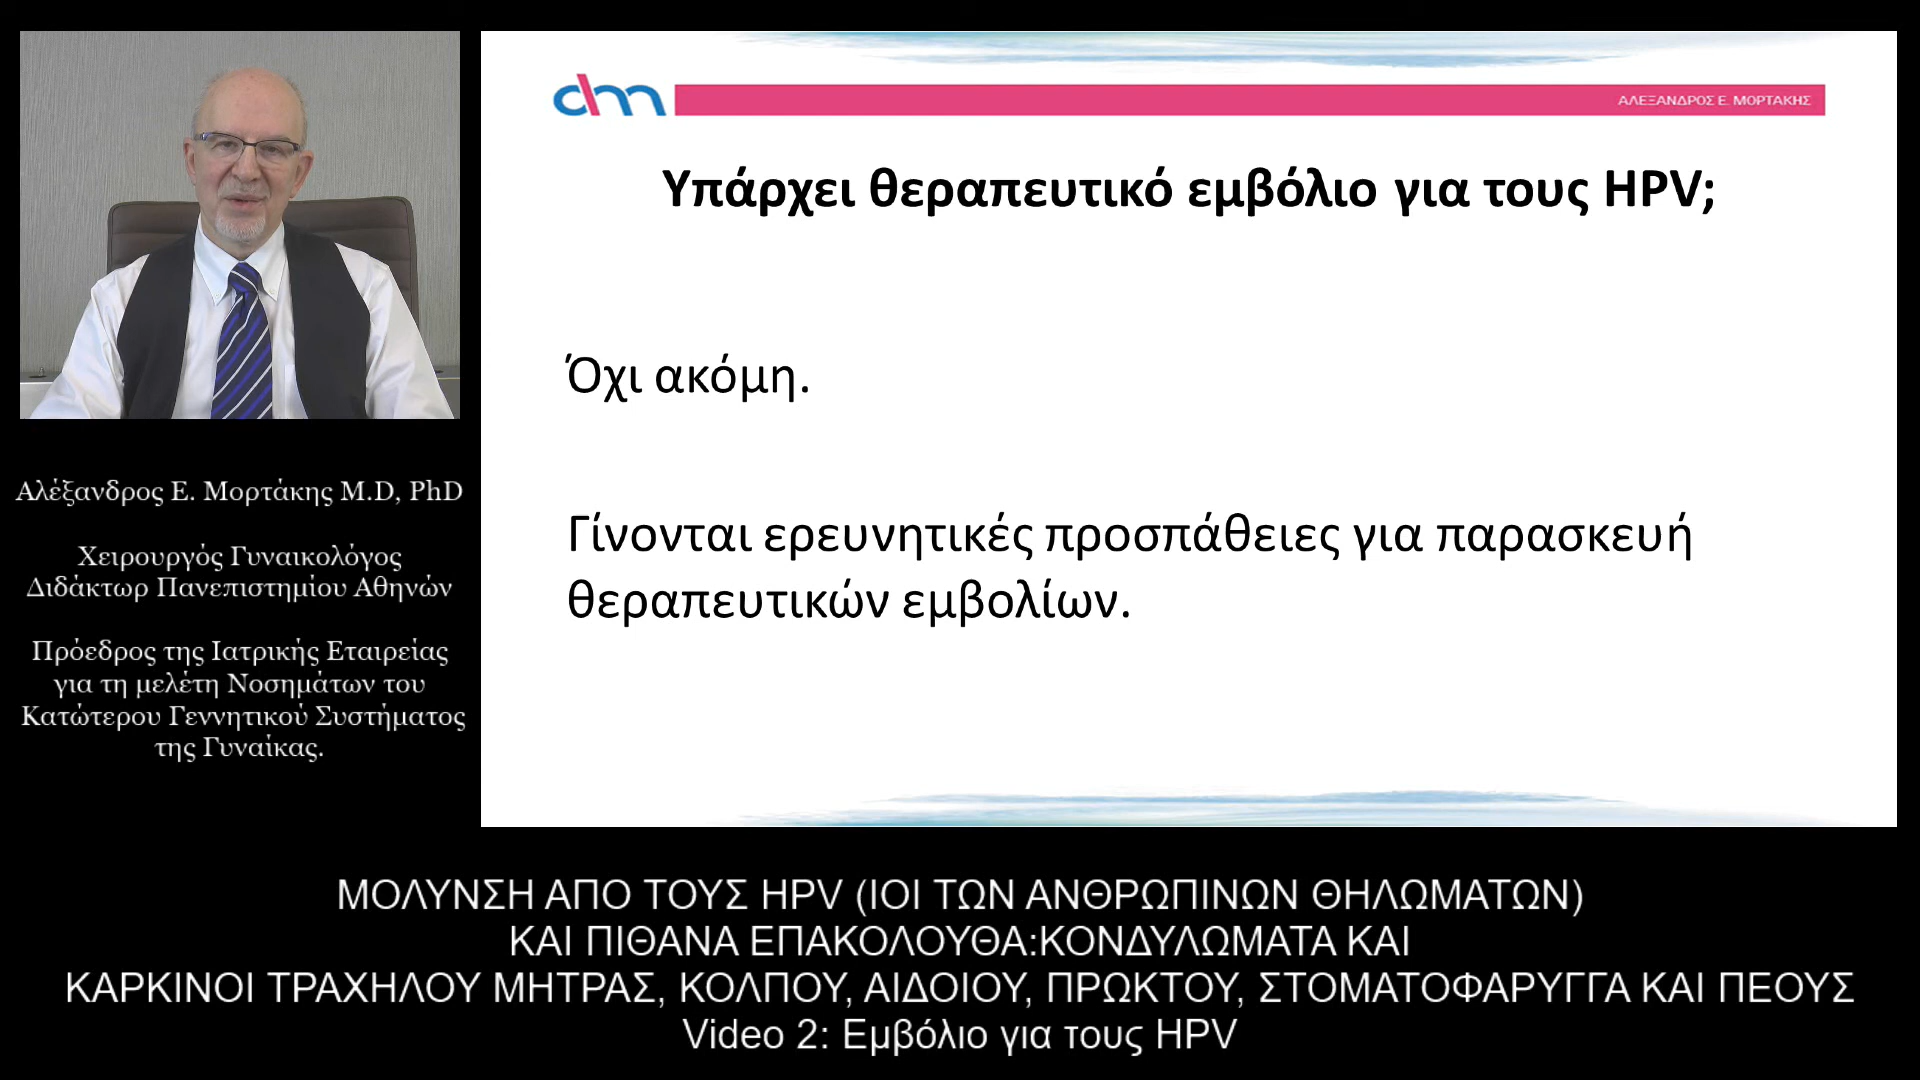 dm
ΑΛΕΞΑΝΔΡΟΣ Ε. ΜΟΡΤΑΚΗΣ
Υπάρχει θεραπευτικό εμβόλιο για τους HPV;
Όχι ακόμη.
Γίνονται ερευνητικές προσπάθειες για παρασκευή
θεραπευτικών εμβολίων.
Αλέξανδρος Ε. Μορτάκης M.D, PhD
Χειρουργός Γυναικολόγος
Διδάκτωρ Πανεπιστημίου Αθηνών
Πρόεδρος της Ιατρικής Εταιρείας
για τη μελέτη Νοσημάτων του
Κατώτερου Γεννητικού Συστήματος
της Γυναίκας.
ΜΟΛΥΝΣΗ ΑΠΟ ΤΟΥΣ HPV (ΙΟΙ ΤΩΝ ΑΝΘΡΩΠΙΝΩΝ ΘΗΛΩΜΑΤΩΝ)
ΚΑΙ ΠΙΘΑΝΑ ΕΠΑΚΟΛΟΥΘΑ:ΚΟΝΔΥΛΩΜΑΤΑ ΚΑΙ
ΚΑΡΚΙΝΟΙ ΤΡΑΧΗΛΟΥ ΜΗΤΡΑΣ, ΚΟΛΠΟΥ, ΑΙΔΟΙΟΥ, ΠΡΩΚΤΟΥ, ΣΤΟΜΑΤΟΦΑΡΥΓΓΑ ΚΑΙ ΠΕΟΥΣ
Video 2: Εμβόλιο για τους HPV